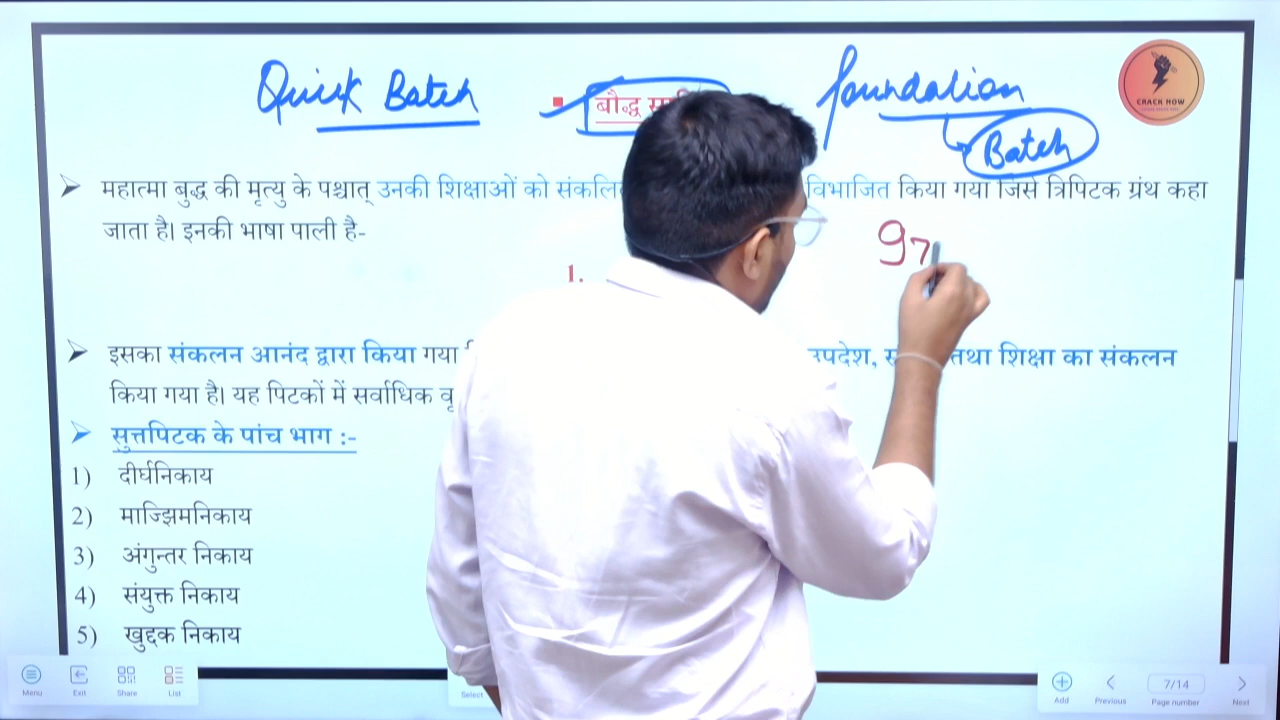 Quick Batch
बौद्ध
foundation
Batch
CRACK NOW
महात्मा बुद्ध की मृत्यु के पश्चात् उनकी शिक्षाओं को विभाजित किया गया जिसे त्रिपिटक ग्रंथ कहा
जाता है। इनकी भाषा पाली है-
97
1.
इसका संकलन आनंद द्वारा किया गया उपदेश, तथा शिक्षा का संकलन
किया गया है। यह पिटकों में सर्वाधिक
सुत्तपिटक के पांच भाग :-
1) दीर्घनिकाय
2) माज्झिमनिकाय
3) अंगुन्तर निकाय
4) संयुक्त निकाय
5) खुद्दक निकाय
Menu Exit Share List Select Add Previous 7/14 Page number Next